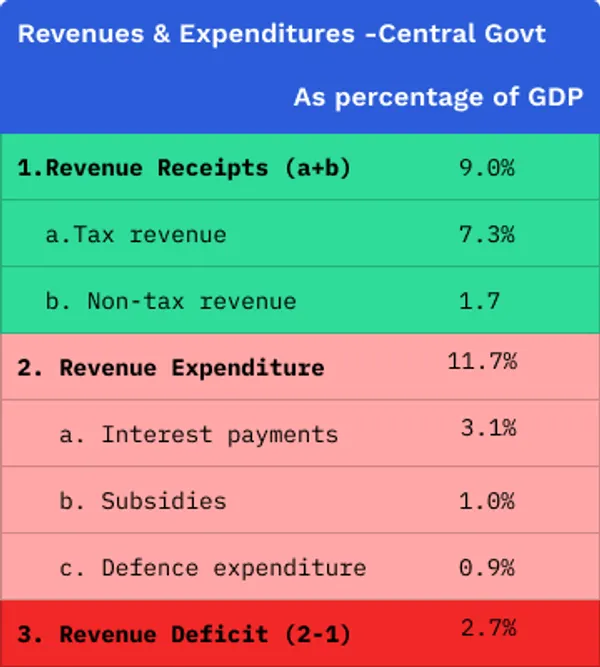 Revenues & Expenditures -Central Govt
As percentage of GDP
1.Revenue Receipts (a+b) 9.0%
a.Tax revenue 7.3%
b. Non-tax revenue 1.7
2. Revenue Expenditure 11.7%
a. Interest payments 3.1%
b. Subsidies 1.0%
c. Defence expenditure 0.9%
3. Revenue Deficit (2-1) 2.7%